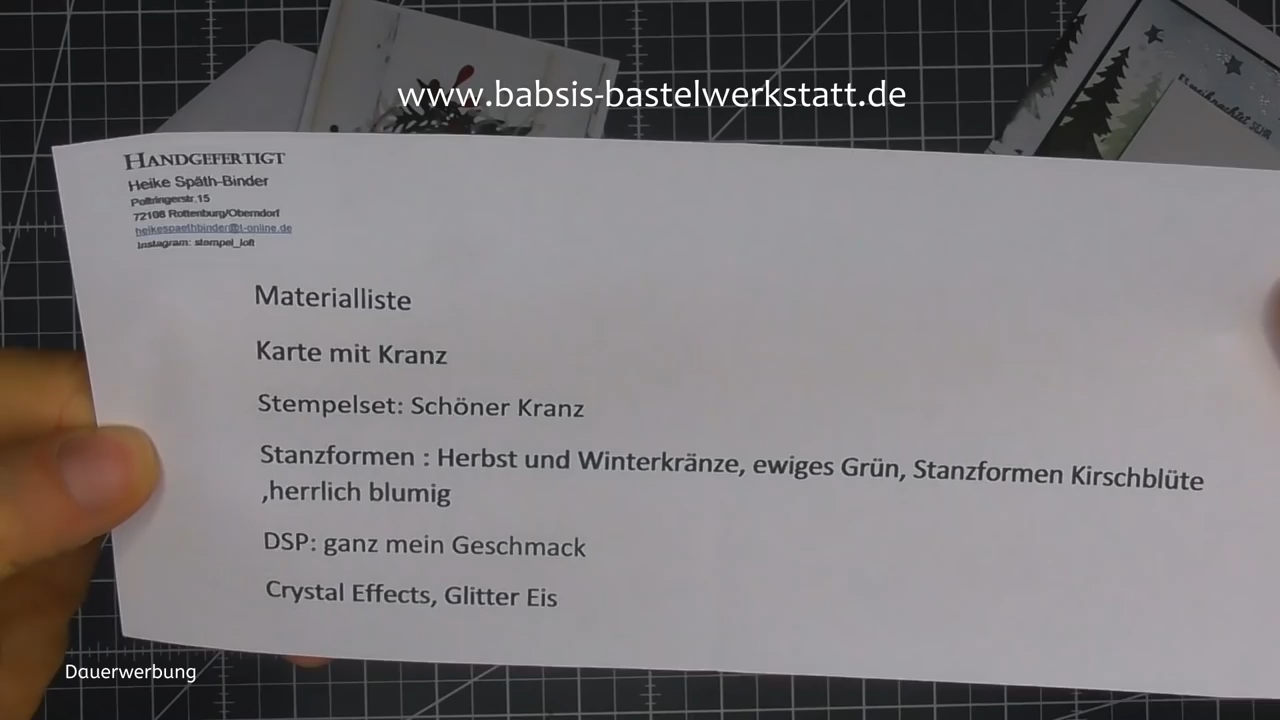 www.babsis-bastelwerkstatt.de
HANDGEFERTIGT
Heike Späth-Binder
Poltringerstr.15
72108 Rottenburg/Oberndorf
heikespaethbinder@t-online.de
Instagram: stempel_loft
Materialliste
Karte mit Kranz
Stempelset: Schöner Kranz
Stanzformen : Herbst und Winterkränze, ewiges Grün, Stanzformen Kirschblüte
,herrlich blumig
DSP: ganz mein Geschmack
Crystal Effects, Glitter Eis
Dauerwerbung